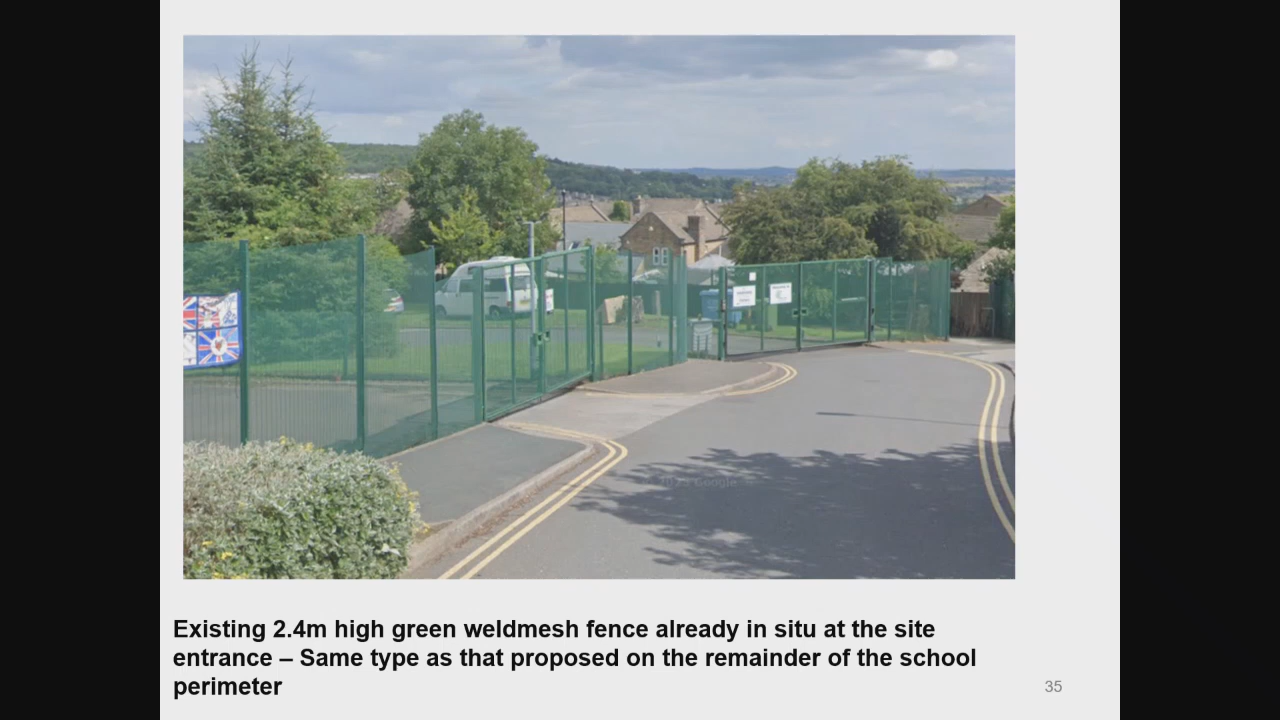 Google
Existing 2.4m high green weldmesh fence already in situ at the site
entrance – Same type as that proposed on the remainder of the school
perimeter
35